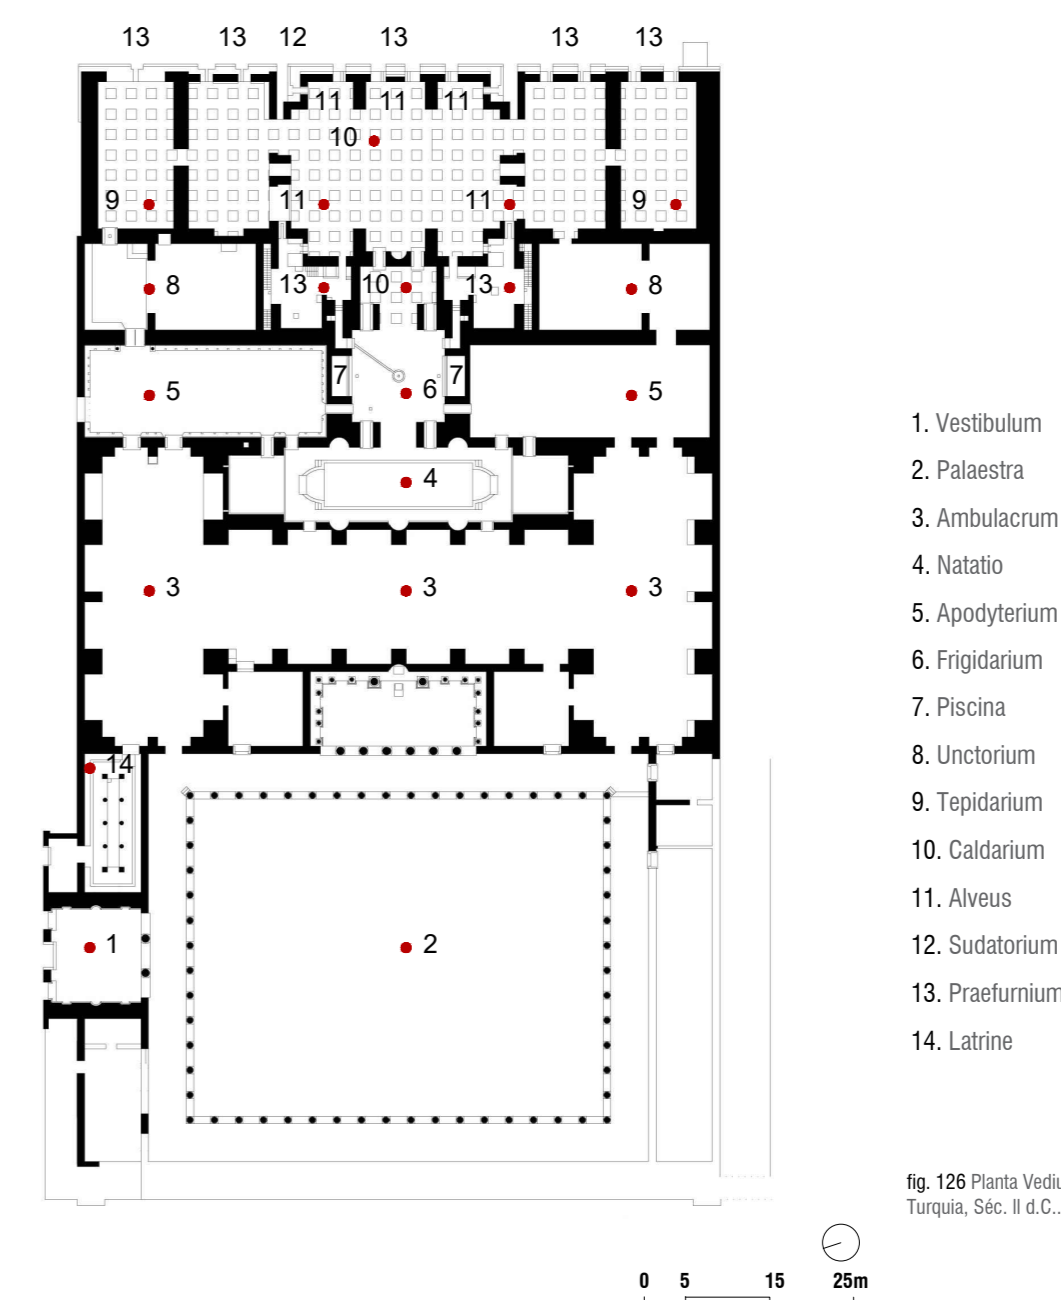 13 13 12 13 13 13
11 11 11
10
9 11 11 9
8 13 10 13 8
7 7
5 6 5
4
3 3 3
14
1 2
1. Vestibulum
2. Palaestra
3. Ambulacrum
4. Natatio
5. Apodyterium
6. Frigidarium
7. Piscina
8. Unctorium
9. Tepidarium
10. Caldarium
11. Alveus
12. Sudatorium
13. Praefurnium
14. Latrine
fig. 126 Planta Vediu
Turquia, Séc. II d.C..
0 5 15 25m